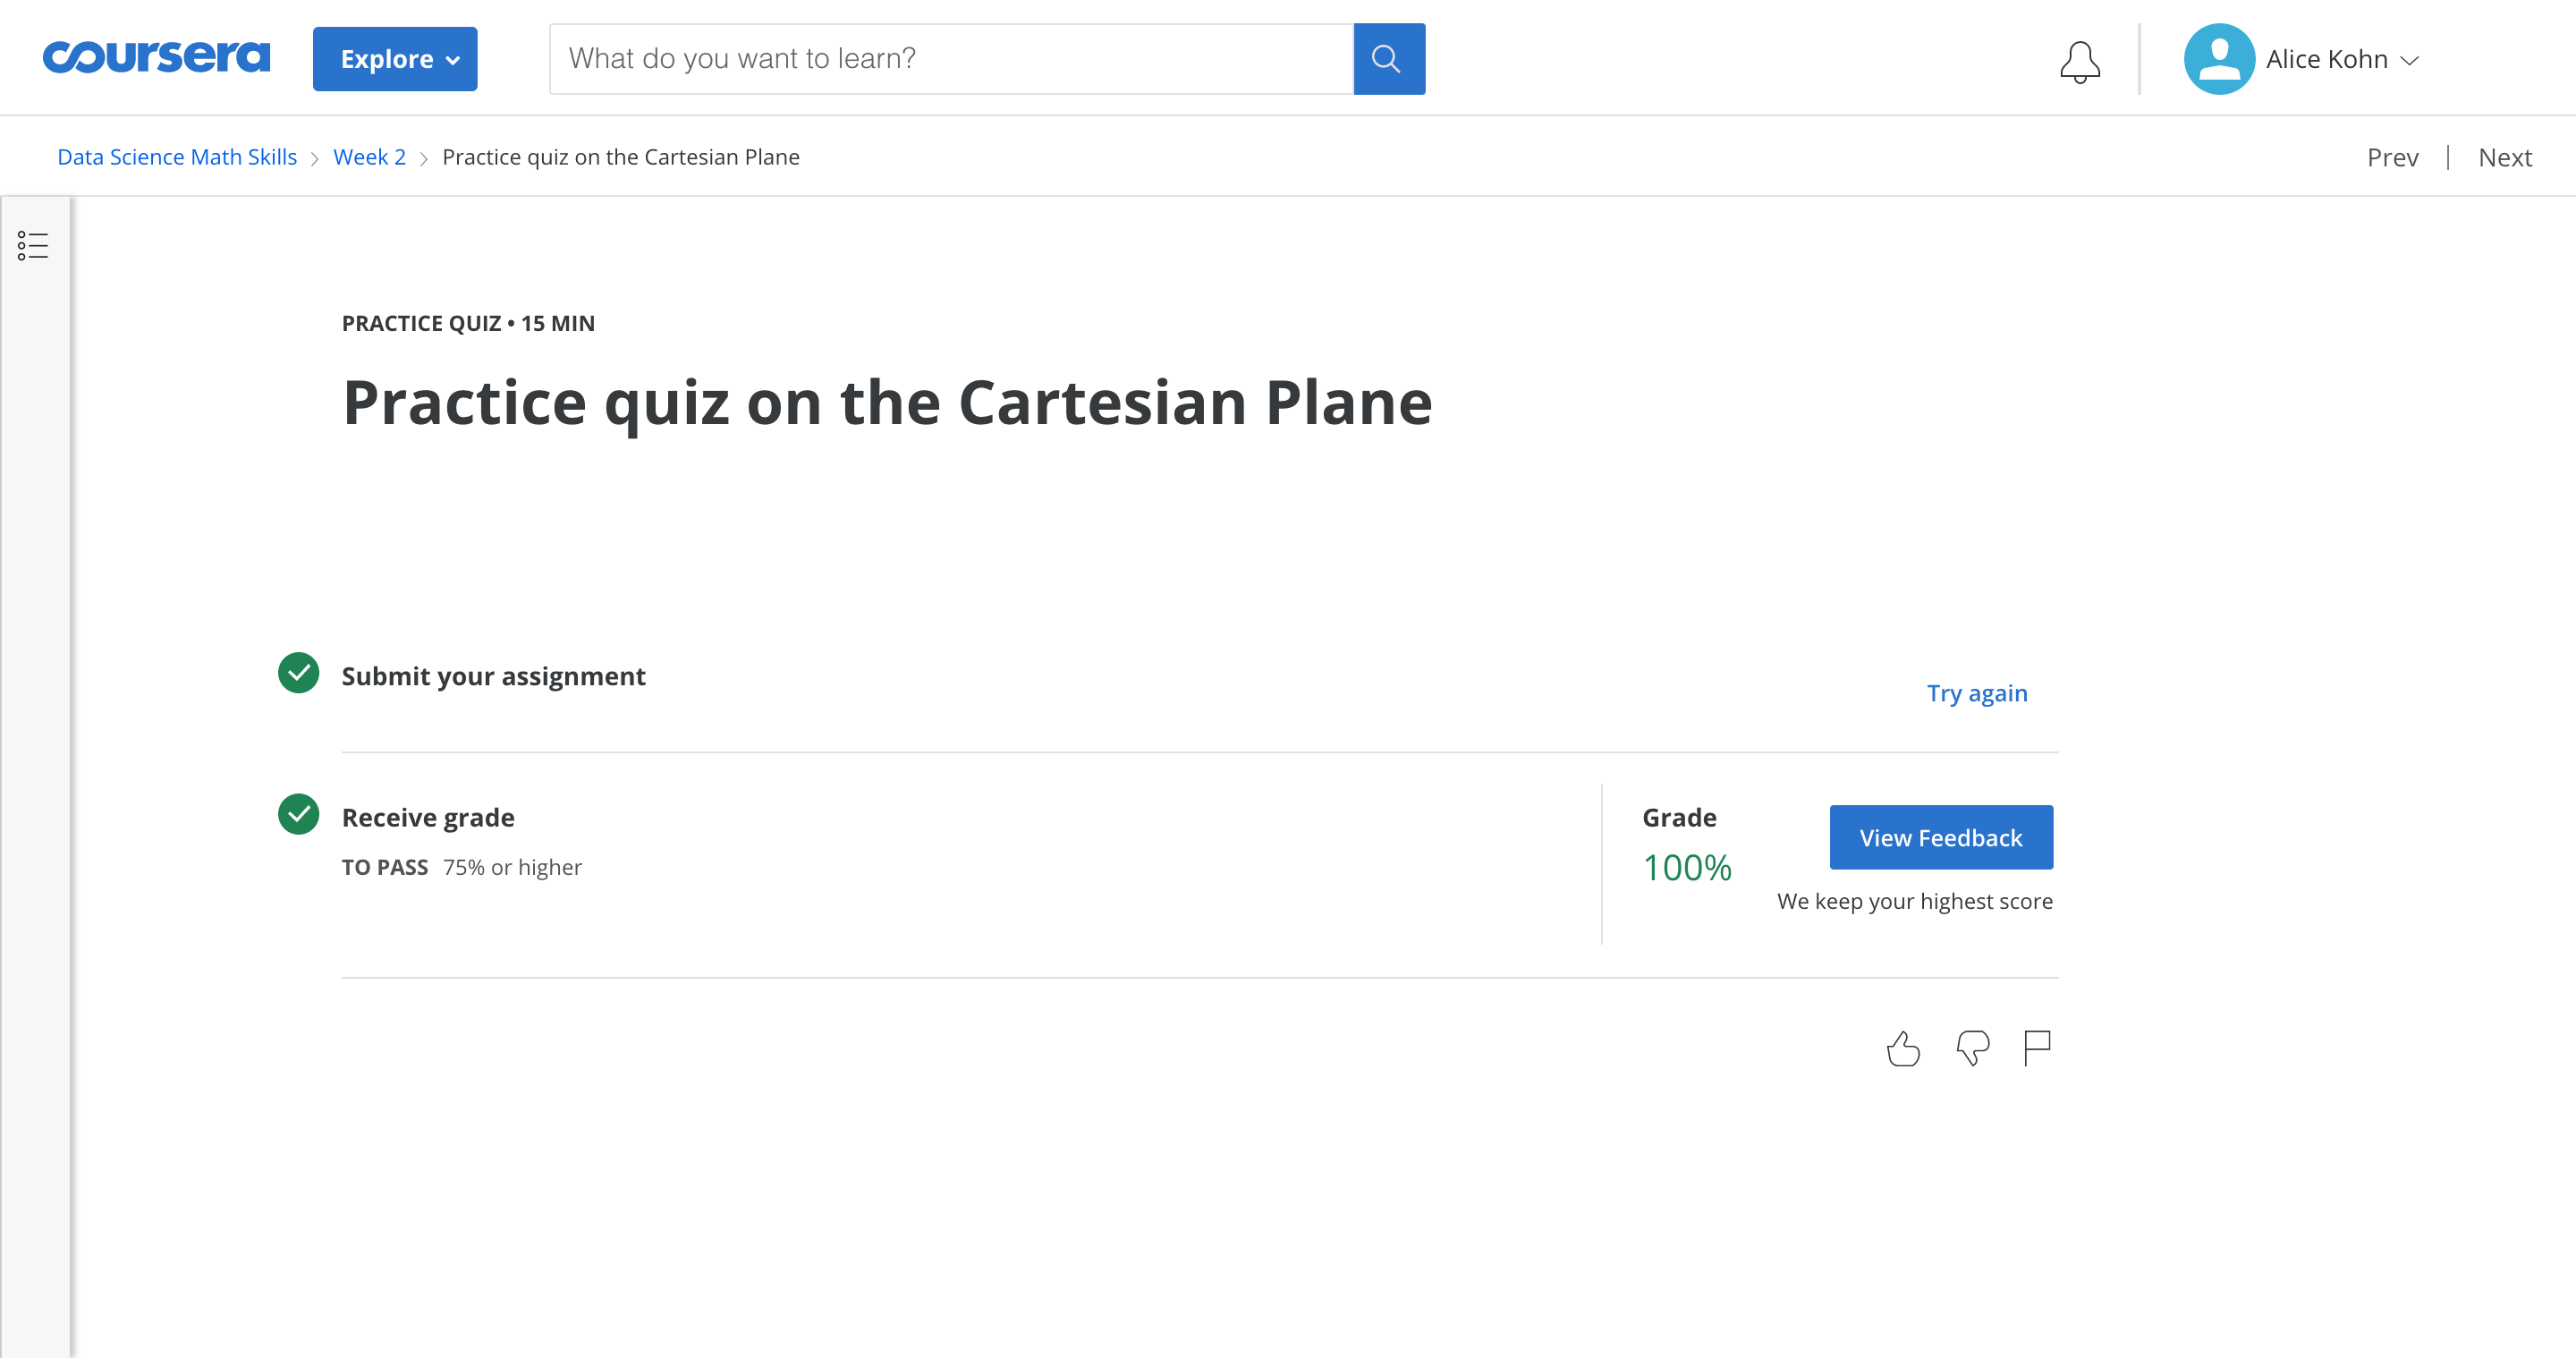 coursera
Explore
What do you want to learn?
Alice Kohn
Data Science Math Skills > Week 2 > Practice quiz on the Cartesian Plane
Prev | Next
PRACTICE QUIZ • 15 MIN
Practice quiz on the Cartesian Plane
Submit your assignment
Try again
Receive grade
TO PASS 75% or higher
Grade
100%
View Feedback
We keep your highest score